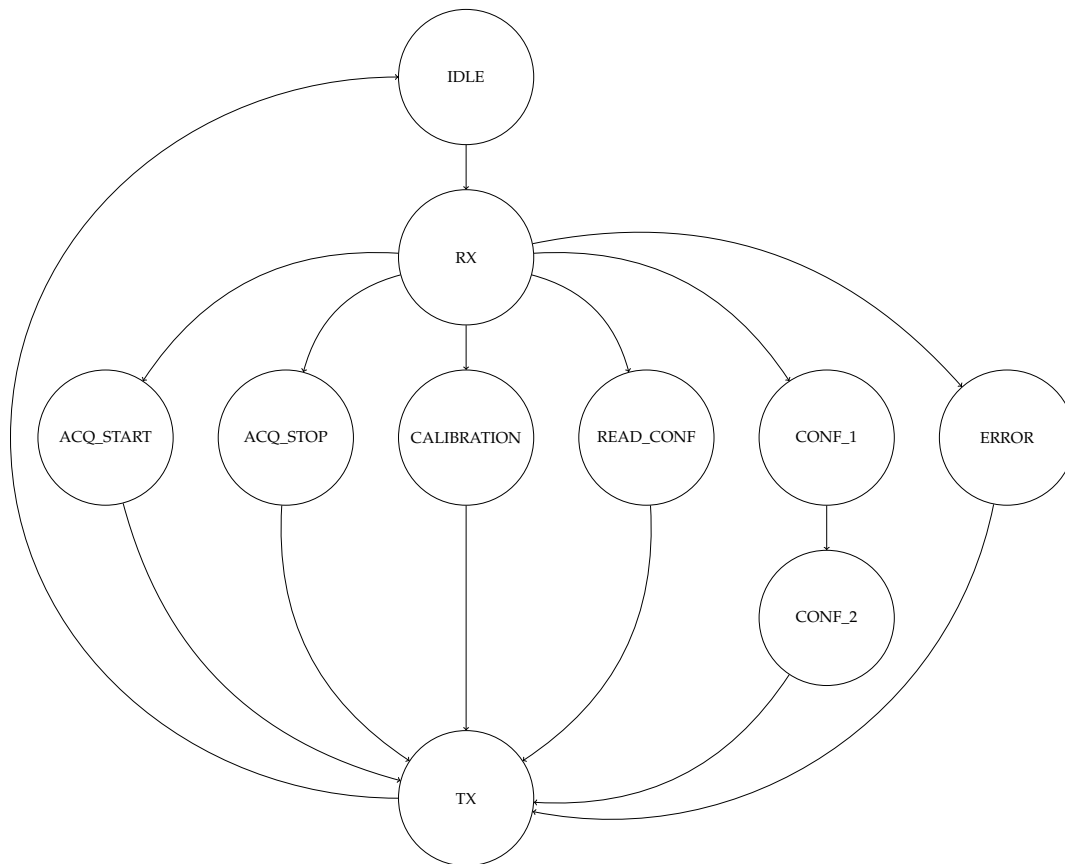 IDLE
RX
ACQ_START
ACQ_STOP
CALIBRATION
READ_CONF
CONF_1
ERROR
CONF_2
TX